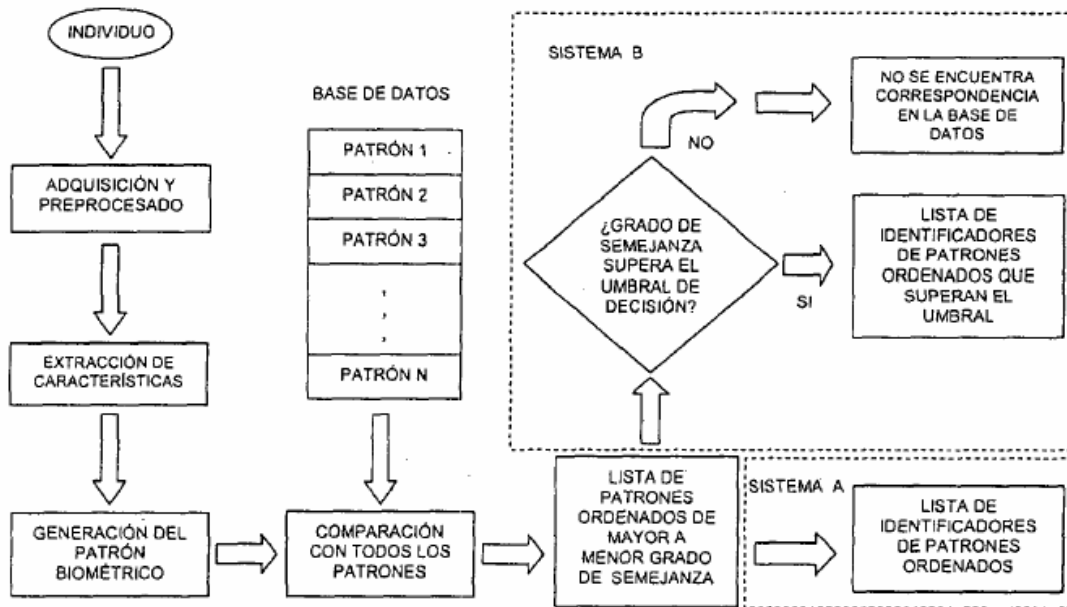 INDIVIDUO
ADQUISICIÓN Y
PREPROCESADO
EXTRACCIÓN DE
CARACTERÍSTICAS
GENERACIÓN DEL
PATRÓN
BIOMÉTRICO
BASE DE DATOS
PATRÓN 1
PATRÓN 2
PATRÓN 3
PATRÓN N
COMPARACIÓN
CON TODOS LOS
PATRONES
LISTA DE
PATRONES
ORDENADOS DE
MAYOR A
MENOR GRADO
DE SEMEJANZA
SISTEMA B
¿GRADO DE
SEMEJANZA
SUPERA EL
UMBRAL DE
DECISIÓN?
NO
NO SE ENCUENTRA
CORRESPONDENCIA
EN LA BASE DE
DATOS
SI
LISTA DE
IDENTIFICADORES
DE PATRONES
ORDENADOS QUE
SUPERAN EL
UMBRAL
SISTEMA A
LISTA DE
IDENTIFICADORES
DE PATRONES
ORDENADOS